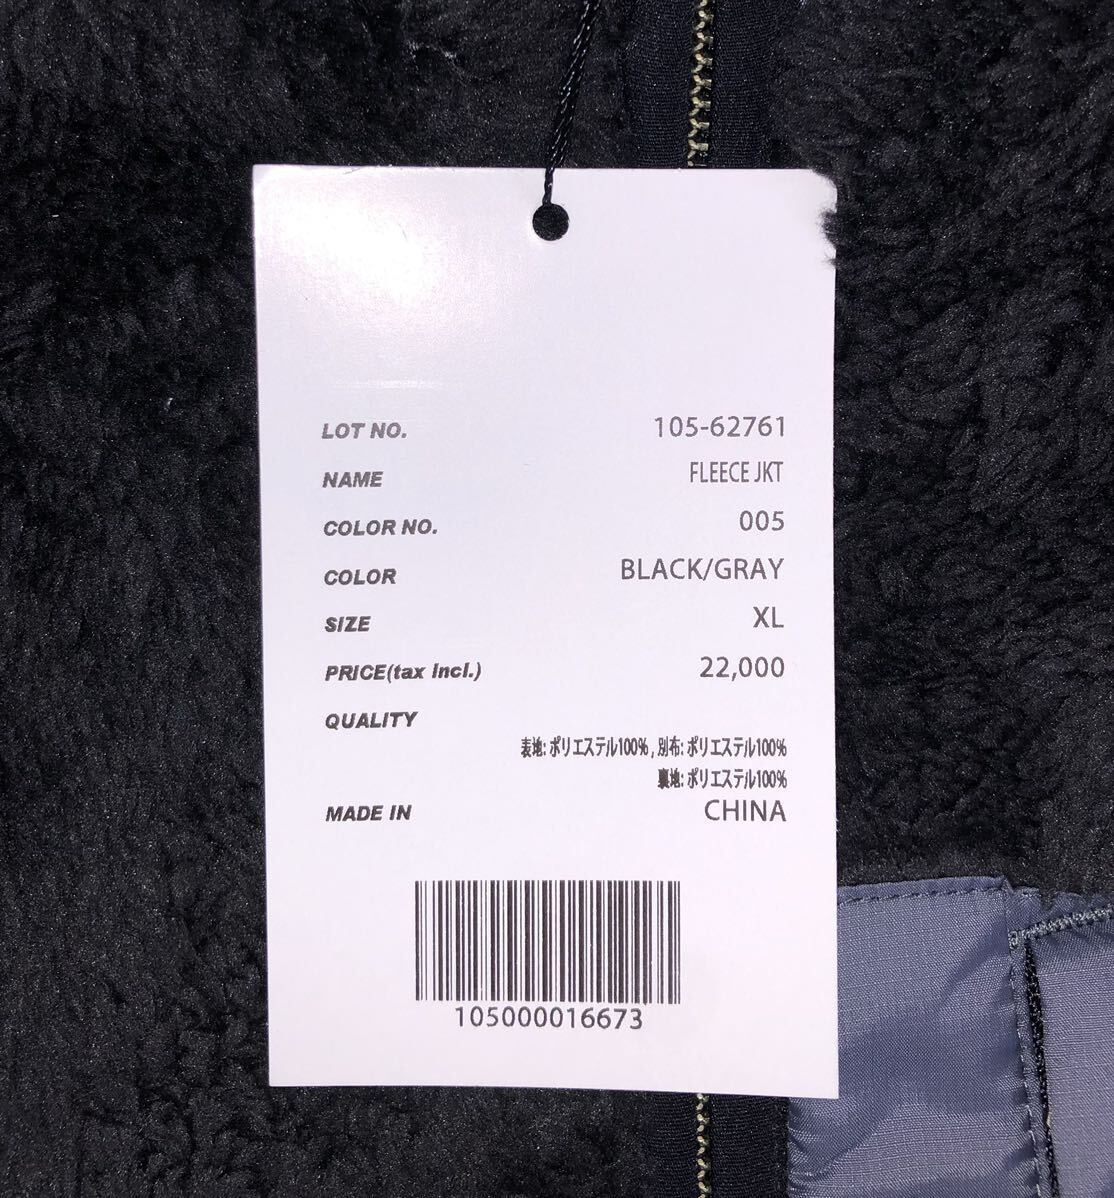 LOT NO. 105-62761
NAME FLEECE JKT
COLOR NO. 005
COLOR BLACK/GRAY
SIZE XL
PRICE(tax incl.) 22,000
QUALITY
表地: ポリエステル100% , 別布: ポリエステル100%
裏地: ポリエステル100%
MADE IN CHINA
105000016673